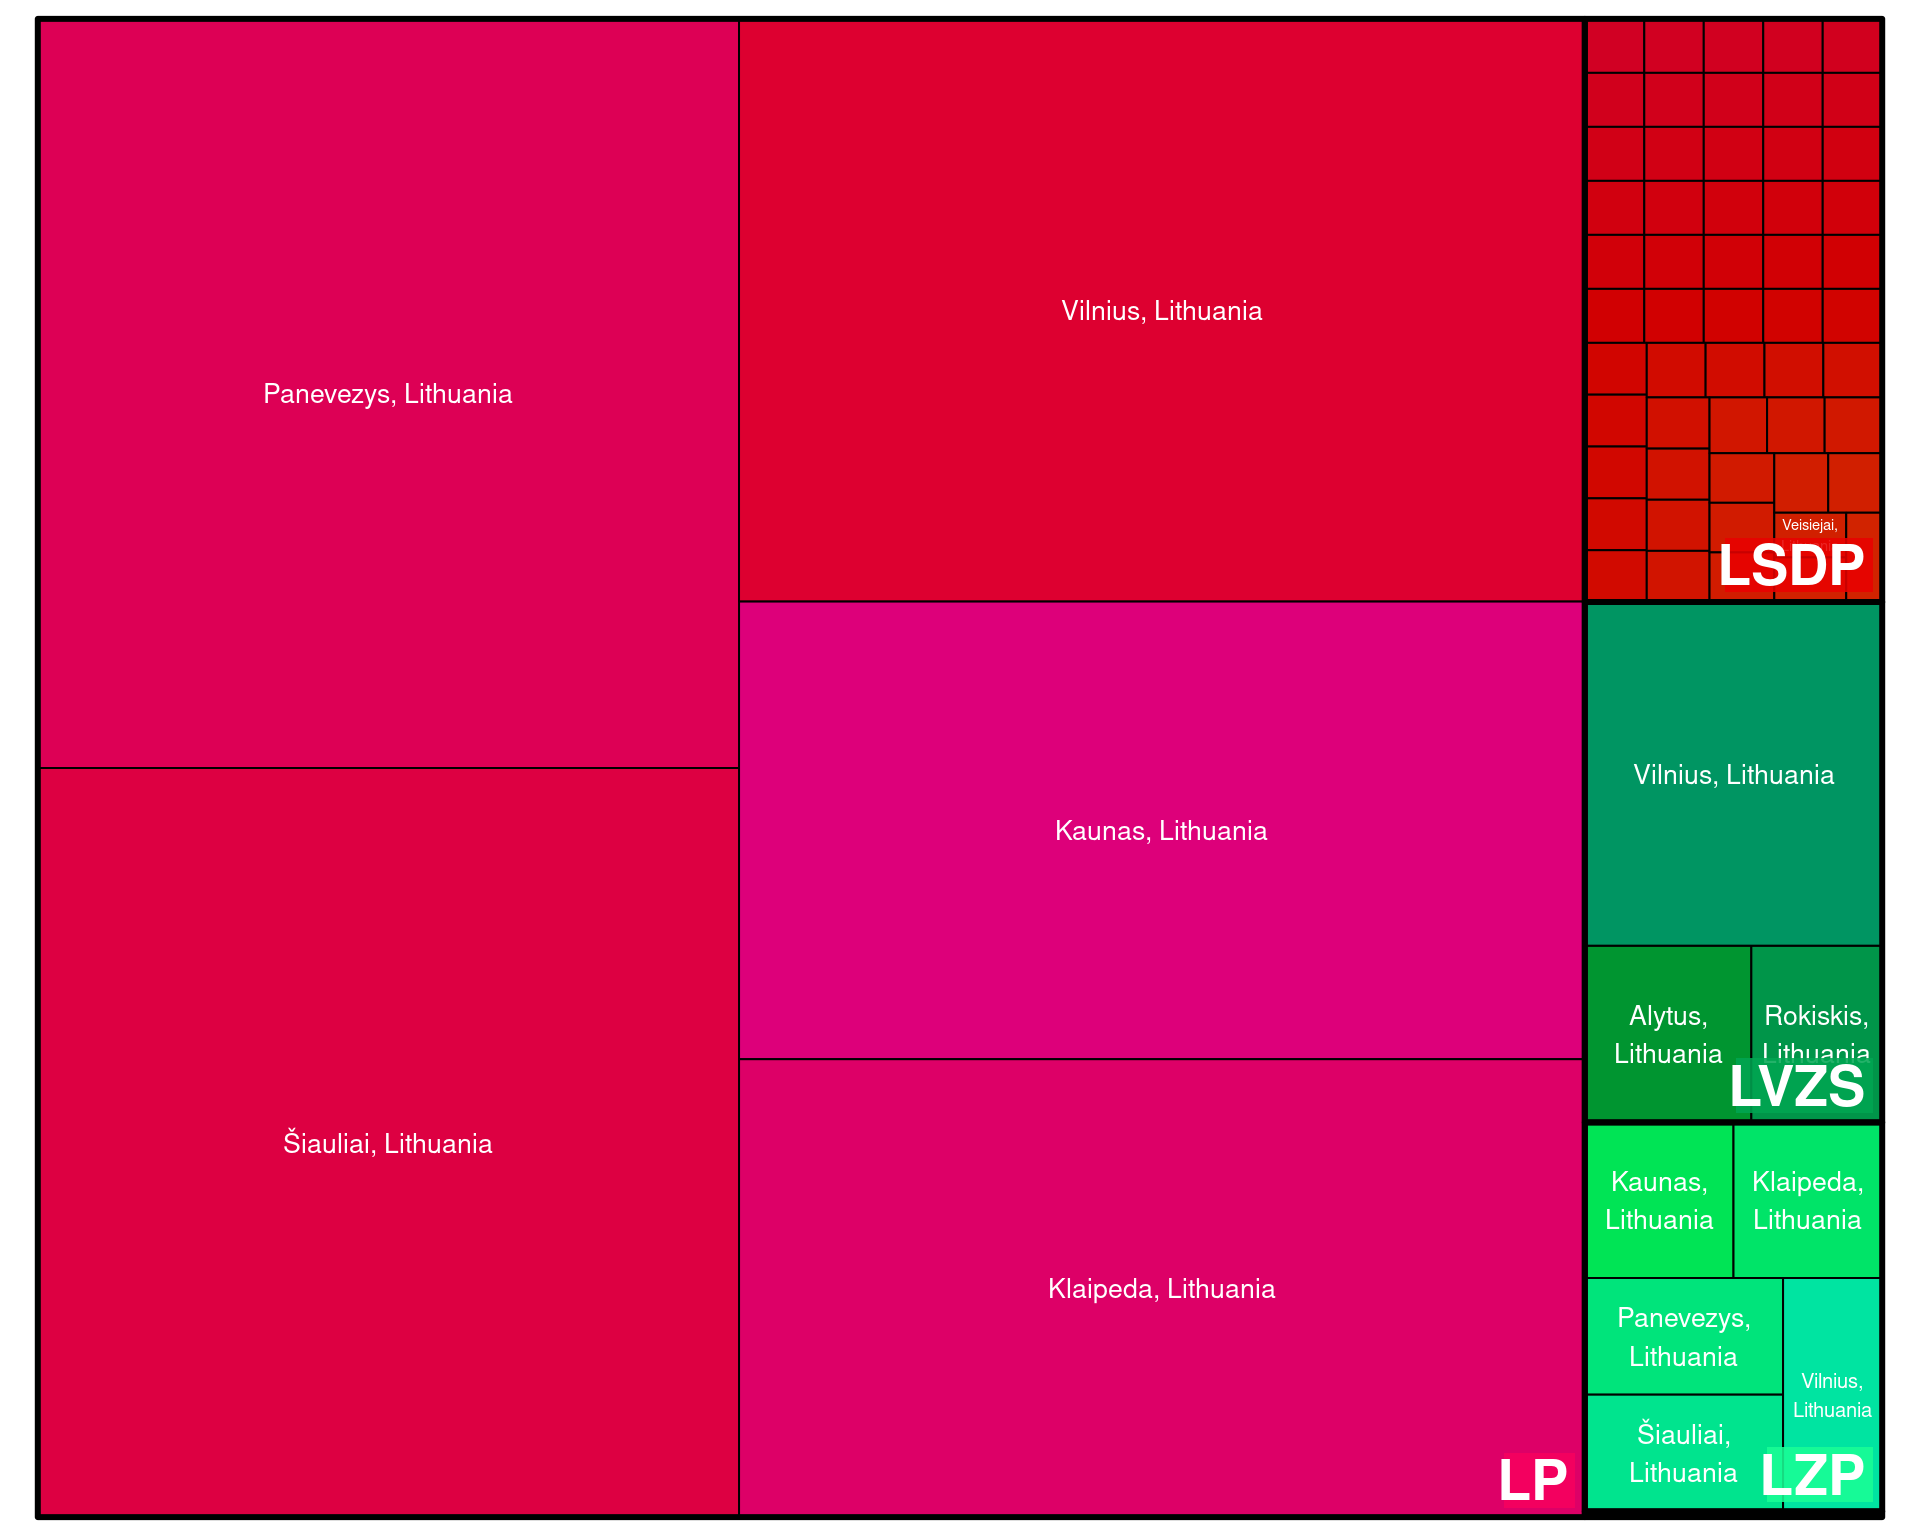 Panevezys, Lithuania
Šiauliai, Lithuania
Vilnius, Lithuania
Kaunas, Lithuania
Klaipeda, Lithuania
LP
Veisiejai,
LSDP
Vilnius, Lithuania
Alytus,
Lithuania
Rokiskis,
Lithuania
LVZS
Kaunas,
Lithuania
Klaipeda,
Lithuania
Panevezys,
Lithuania
Šiauliai,
Lithuania
Vilnius,
Lithuania
LZP